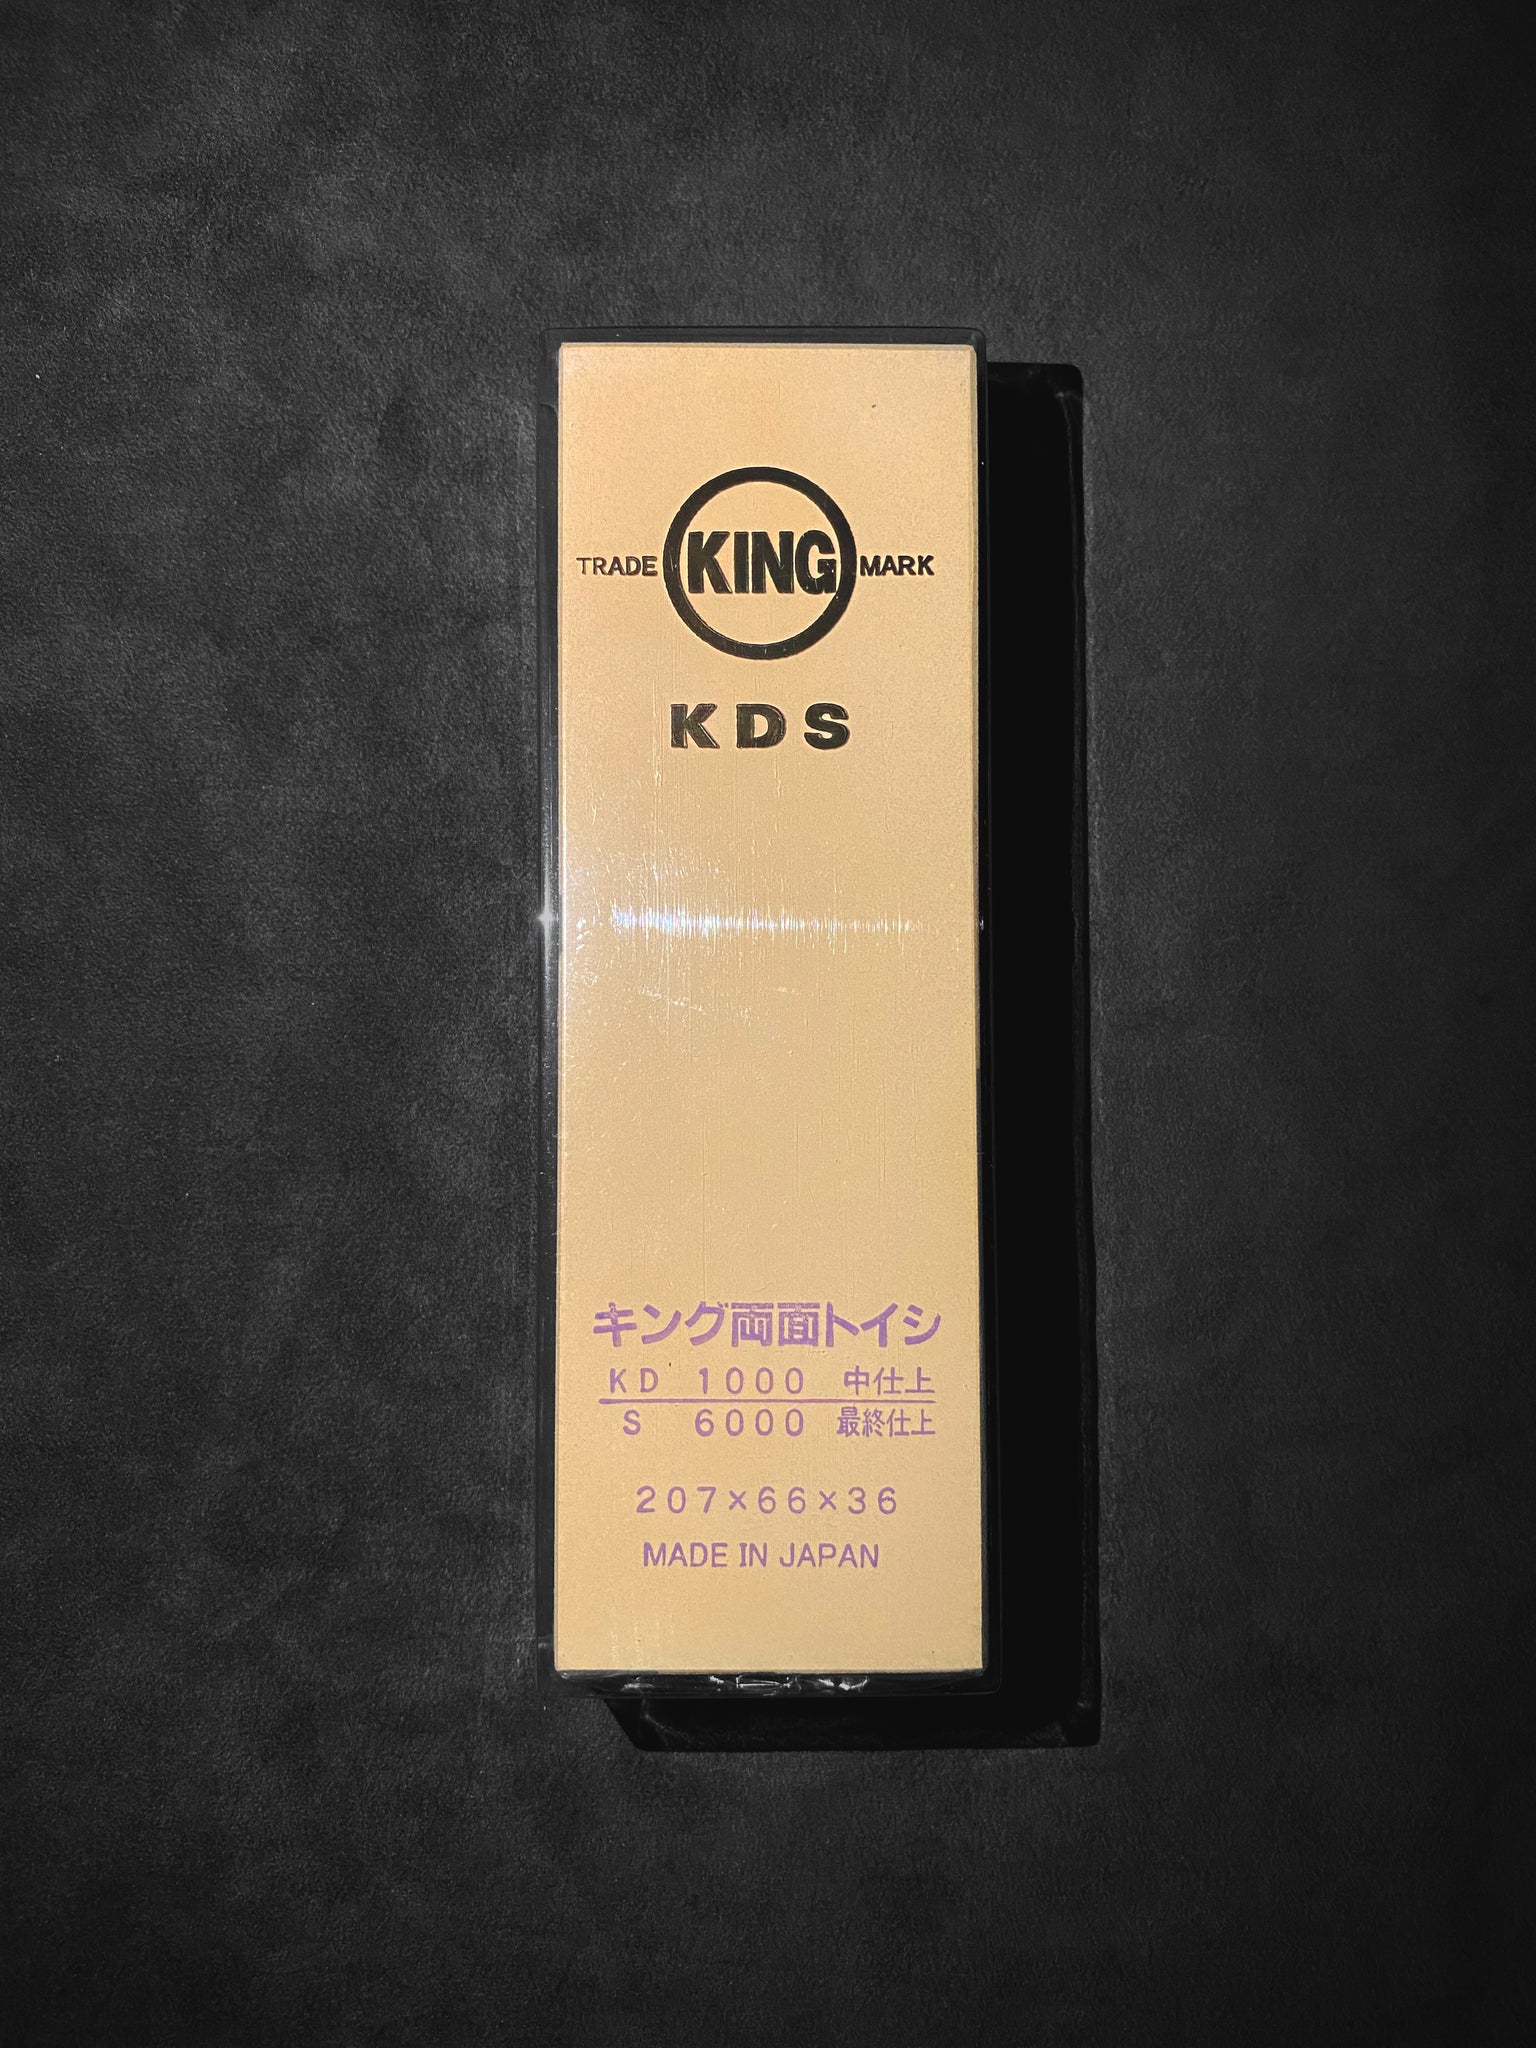 TRADE KING MARK
KDS
キング両面トイシ
KD 1000 中仕上
S 6000 最終仕上
207×66×36
MADE IN JAPAN